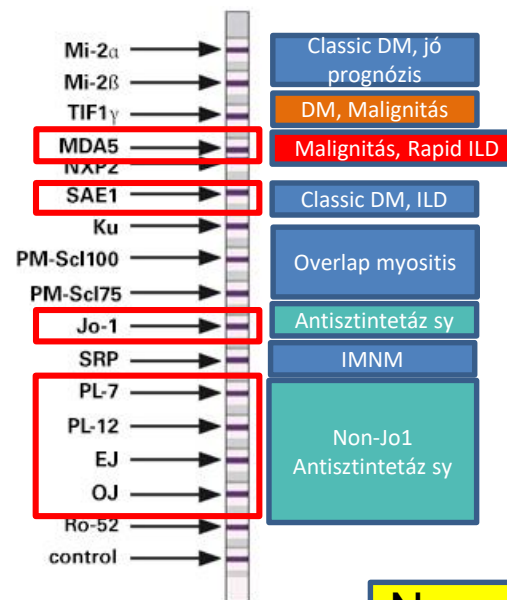 Mi-2α
Mi-2ß
TIF1γ
MDA5
NXP2
SAE1
Ku
PM-Scl100
PM-Scl75
Jo-1
SRP
PL-7
PL-12
EJ
OJ
Ro-52
control
Classic DM, jó
prognózis
DM, Malignitás
Malignitás, Rapid ILD
Classic DM, ILD
Overlap myositis
Antisztintetáz sy
IMNM
Non-Jo1
Antisztintetáz sy